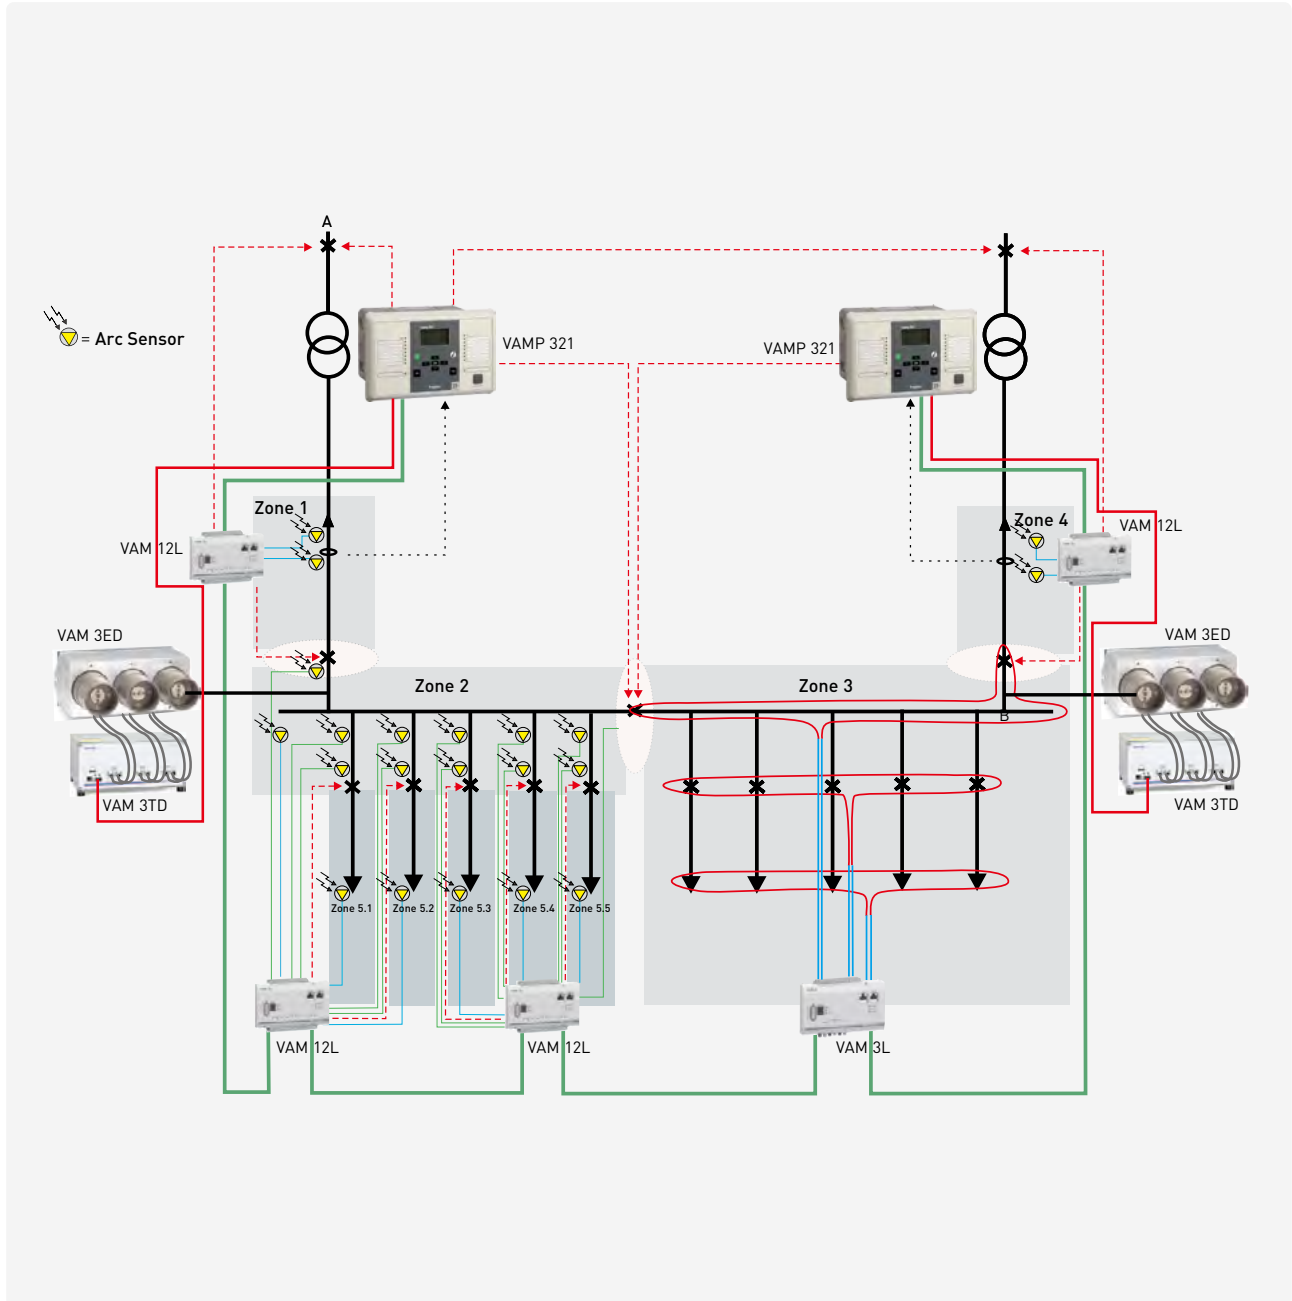 A
= Arc Sensor
VAMP 321
VAMP 321
Zone 1
Zone 4
VAM 12L
VAM 12L
VAM 3ED
VAM 3ED
Zone 2
Zone 3
B
VAM 3TD
VAM 3TD
Zone 5.1
Zone 5.2
Zone 5.3
Zone 5.4
Zone 5.5
VAM 12L
VAM 12L
VAM 3L